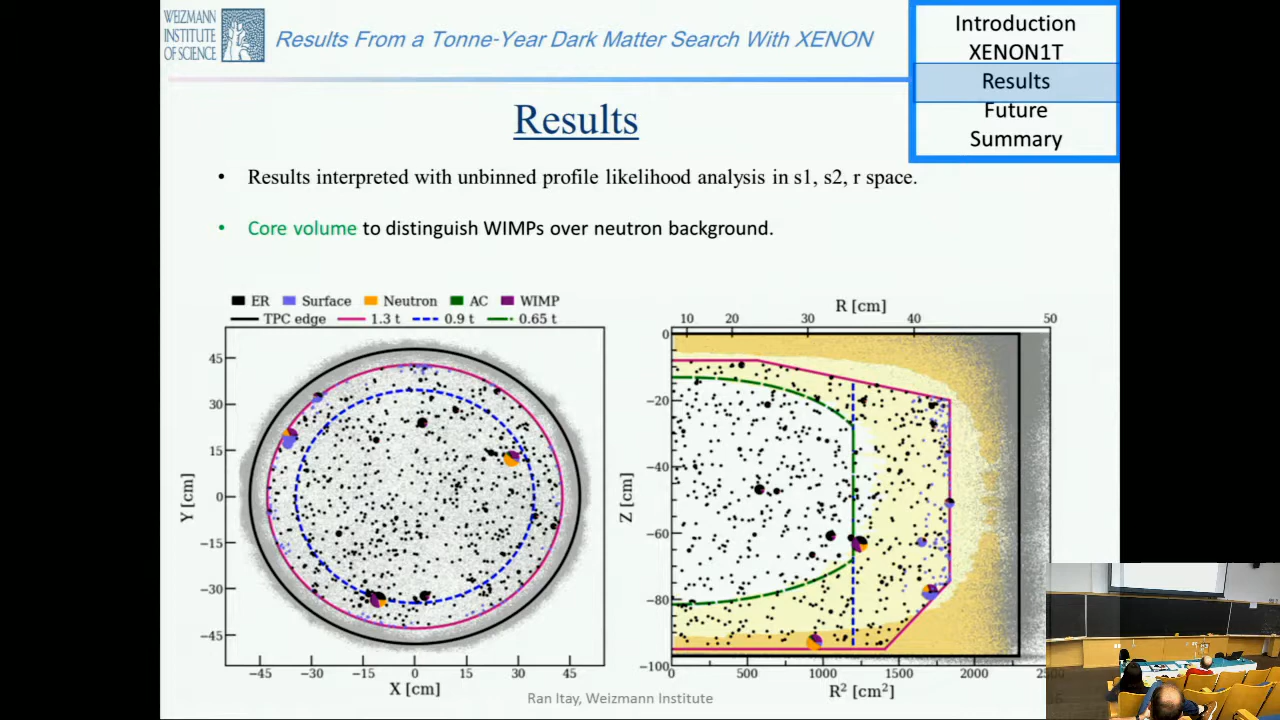 WEIZMANN
INSTITUTE
OF SCIENCE
Results From a Tonne-Year Dark Matter Search With XENON
Introduction
XENON1T
Results
Future
Summary
Results
• Results interpreted with unbinned profile likelihood analysis in s1, s2, r space.
• Core volume to distinguish WIMPs over neutron background.
ER Surface Neutron AC WIMP
TPC edge 1.3 t 0.9 t 0.65 t
45
30
15
0
−15
−30
−45
Y [cm]
−45 −30 −15 0 15 30 45
X [cm]
R [cm]
10 20 30 40 50
0
−20
−40
−60
−80
−100
Z [cm]
0 500 1000 1500 2000
R² [cm²]
Ran Itay, Weizmann Institute